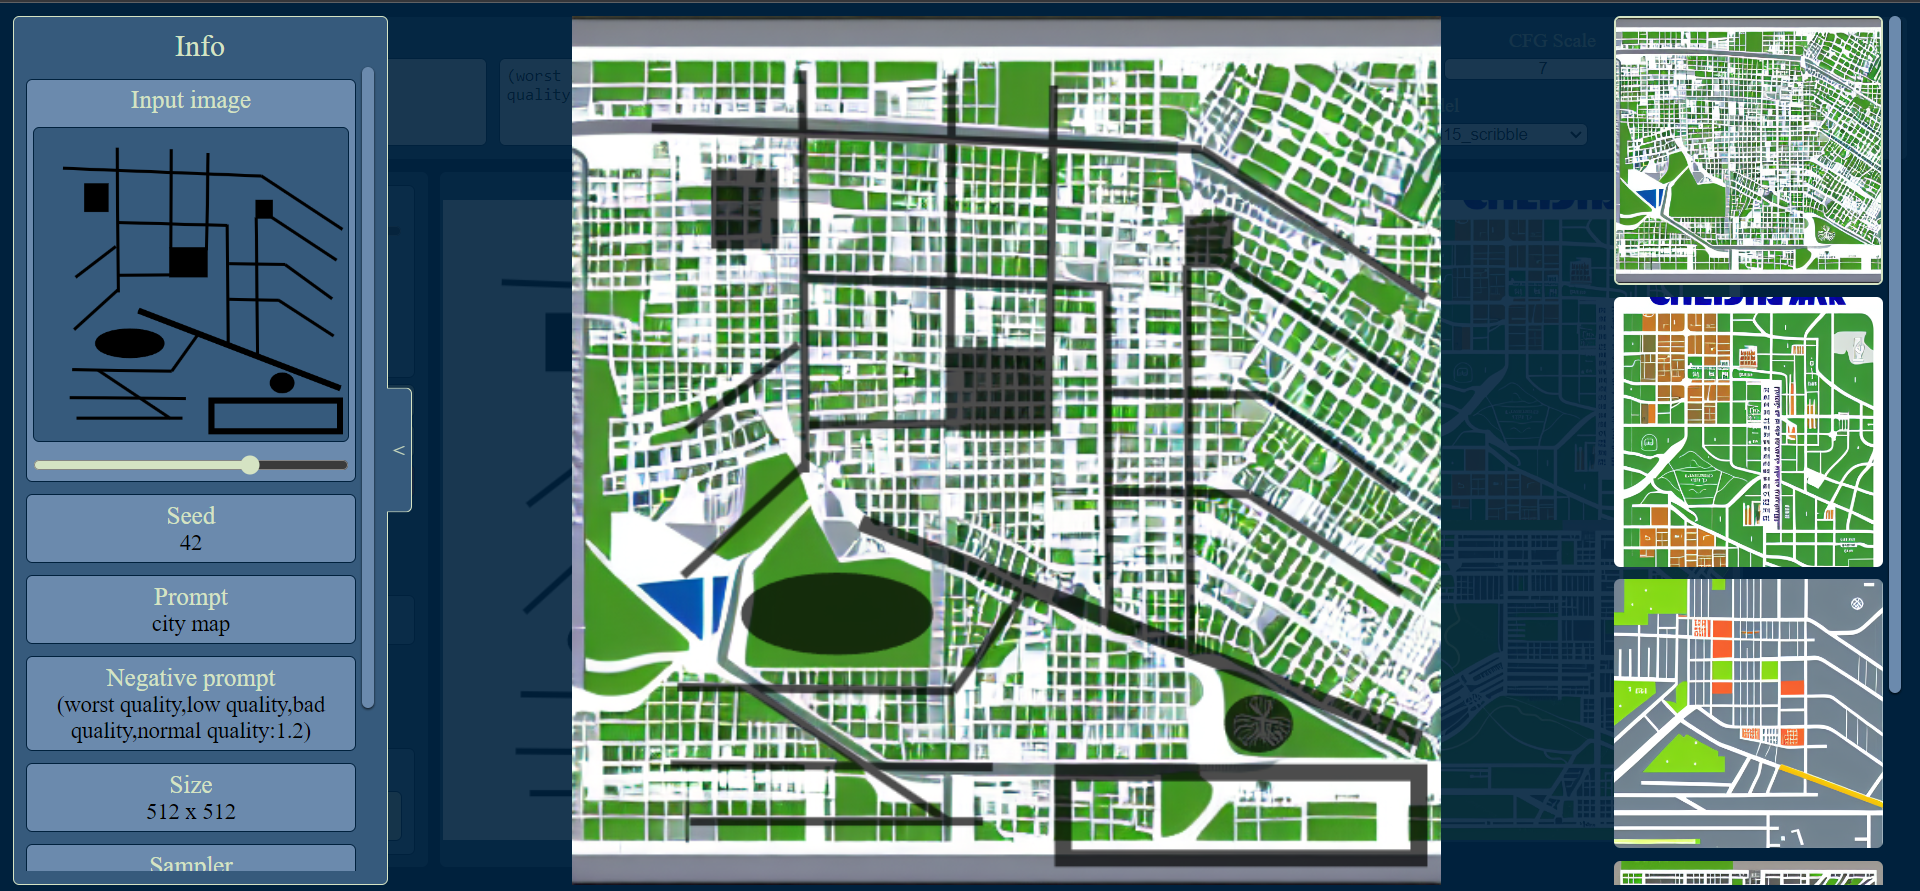 Info
Input image
Seed
42
Prompt
city map
Negative prompt
(worst quality,low quality,bad
quality,normal quality:1.2)
Size
512 x 512
Sampler
<
(worst
quality
CFG Scale
7
15_scribble